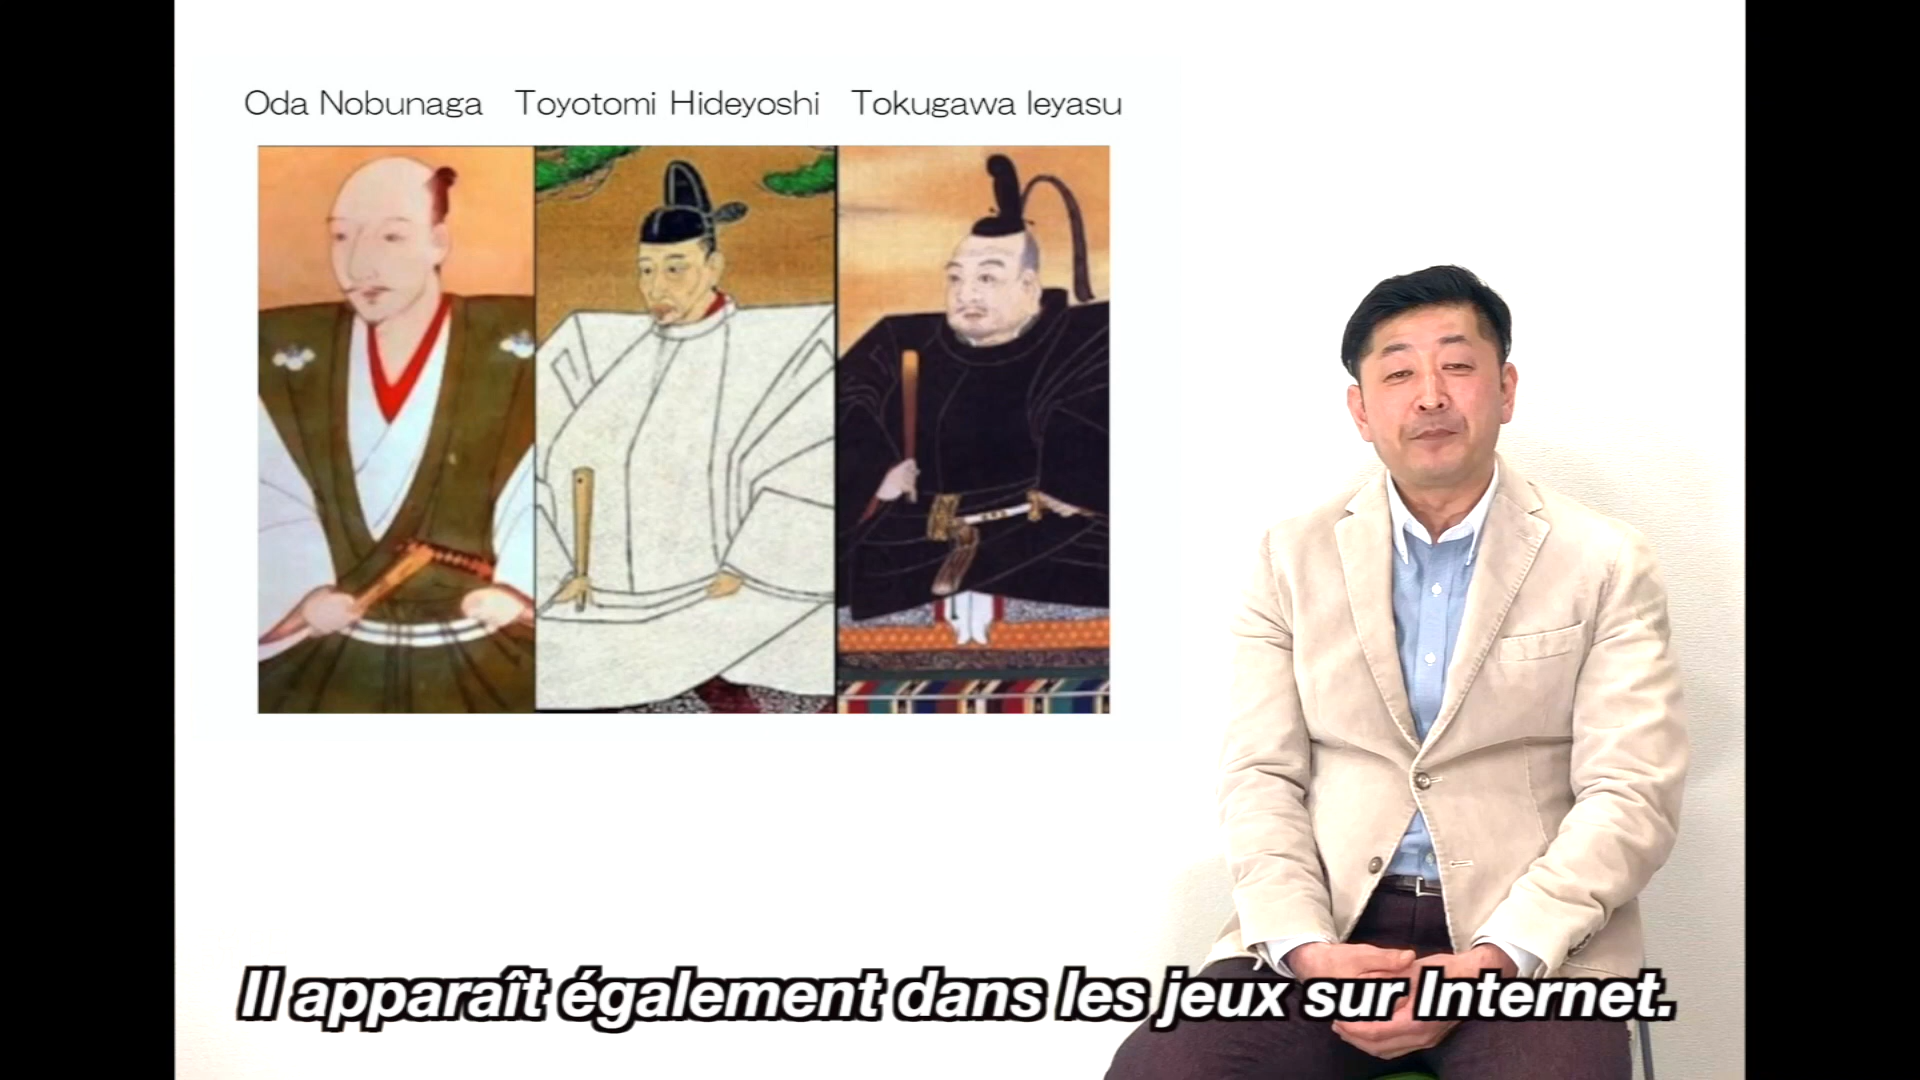 Oda Nobunaga Toyotomi Hideyoshi Tokugawa Ieyasu
Il apparaît également dans les jeux sur Internet.